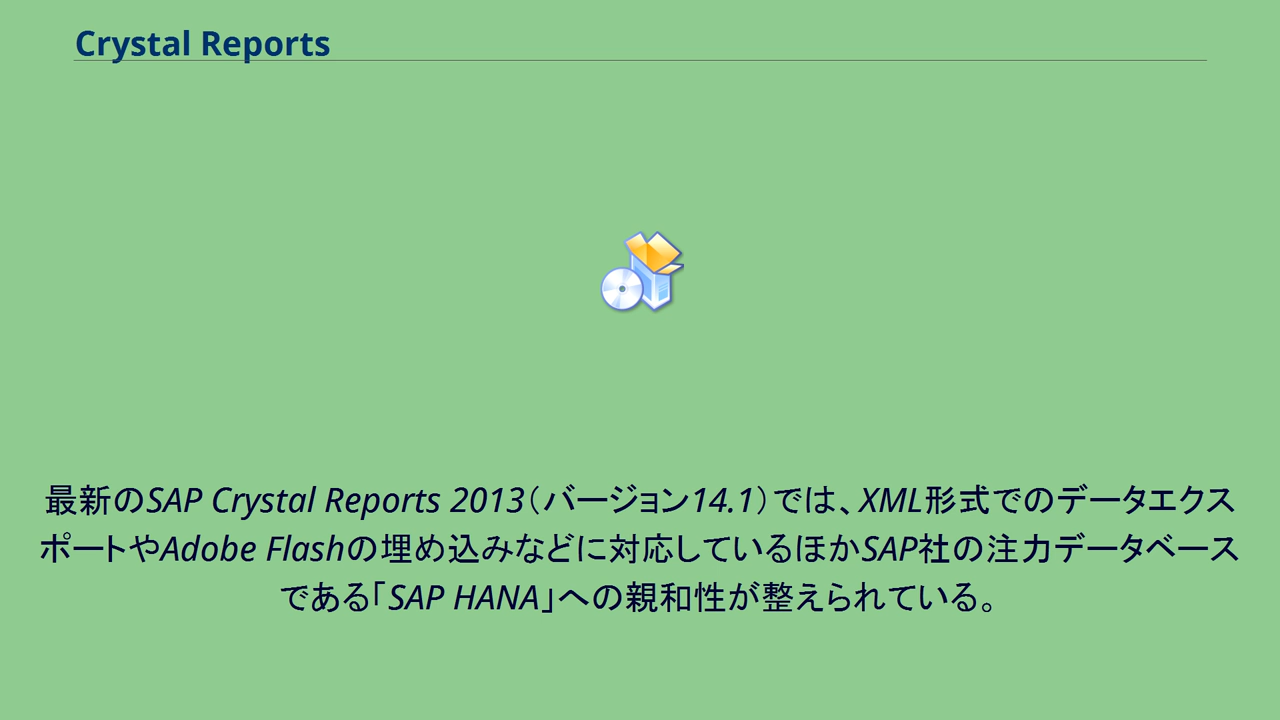 Crystal Reports
最新のSAP Crystal Reports 2013（バージョン14.1）では、XML形式でのデータエクス
ポートやAdobe Flashの埋め込みなどに対応しているほかSAP社の注力データベース
である「SAP HANA」への親和性が整えられている。